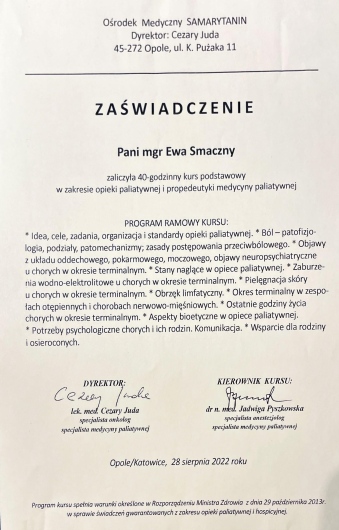 Ośrodek Medyczny SAMARYTANIN
Dyrektor: Cezary Juda
45-272 Opole, ul. K. Pużaka 11
ZAŚWIADCZENIE
Pani mgr Ewa Smaczny
zaliczyła 40-godzinny kurs podstawowy
w zakresie opieki paliatywnej i propedeutyki medycyny paliatywnej
PROGRAM RAMOWY KURSU:
* Idea, cele, zadania, organizacja i standardy opieki paliatywnej. * Ból – patofizjo-
logia, podziały, patomechanizmy; zasady postępowania przeciwbólowego. * Objawy
z układu oddechowego, pokarmowego, moczowego, objawy neuropsychiatryczne
u chorych w okresie terminalnym. * Stany naglące w opiece paliatywnej. * Zaburze-
nia wodno-elektrolitowe u chorych w okresie terminalnym. * Pielęgnacja skóry
u chorych w okresie terminalnym. * Obrzęk limfatyczny. * Okres terminalny w zespo-
łach otępiennych i chorobach nerwowo-mięśniowych. * Ostatnie godziny życia
chorych w okresie terminalnym. * Aspekty bioetyczne w opiece paliatywnej.
* Potrzeby psychologiczne chorych i ich rodzin. Komunikacja. * Wsparcie dla rodziny
i osieroconych.
DYREKTOR:
Cezary Juda
lek. med. Cezary Juda
specjalista onkolog
specjalista medycyny paliatywnej
KIEROWNIK KURSU:
dr n. med. Jadwiga Pyszkowska
specjalista anestezjolog
specjalista medycyny paliatywnej
Opole/Katowice, 28 sierpnia 2022 roku
Program kursu spełnia warunki określone w Rozporządzeniu Ministra Zdrowia z dnia 29 października 2013r.
w sprawie świadczeń gwarantowanych z zakresu opieki paliatywnej i hospicyjnej.